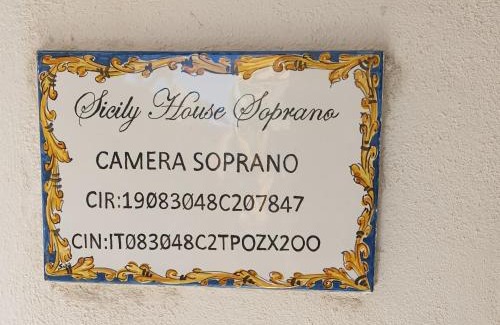 Sicily House Soprano
CAMERA SOPRANO
CIR:19083048C207847
CIN:IT083048C2TPOZX2OO